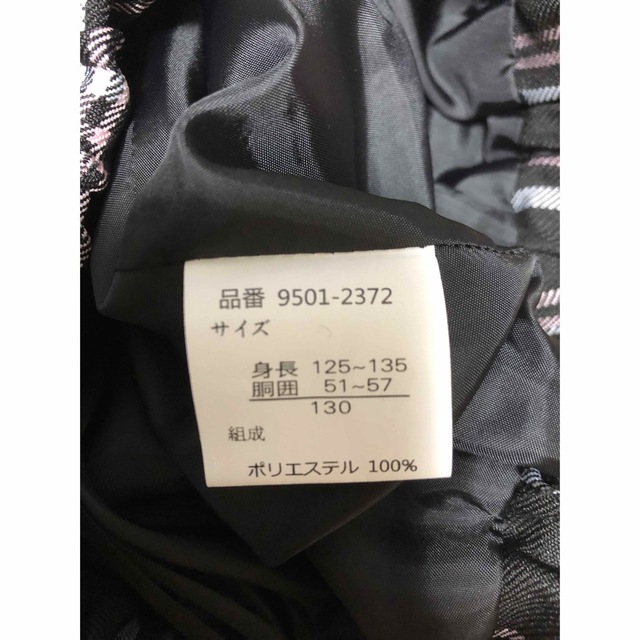 品番 9501-2372
サイズ
身長 125~135
胴囲 51~57
130
組成
ポリエステル 100%